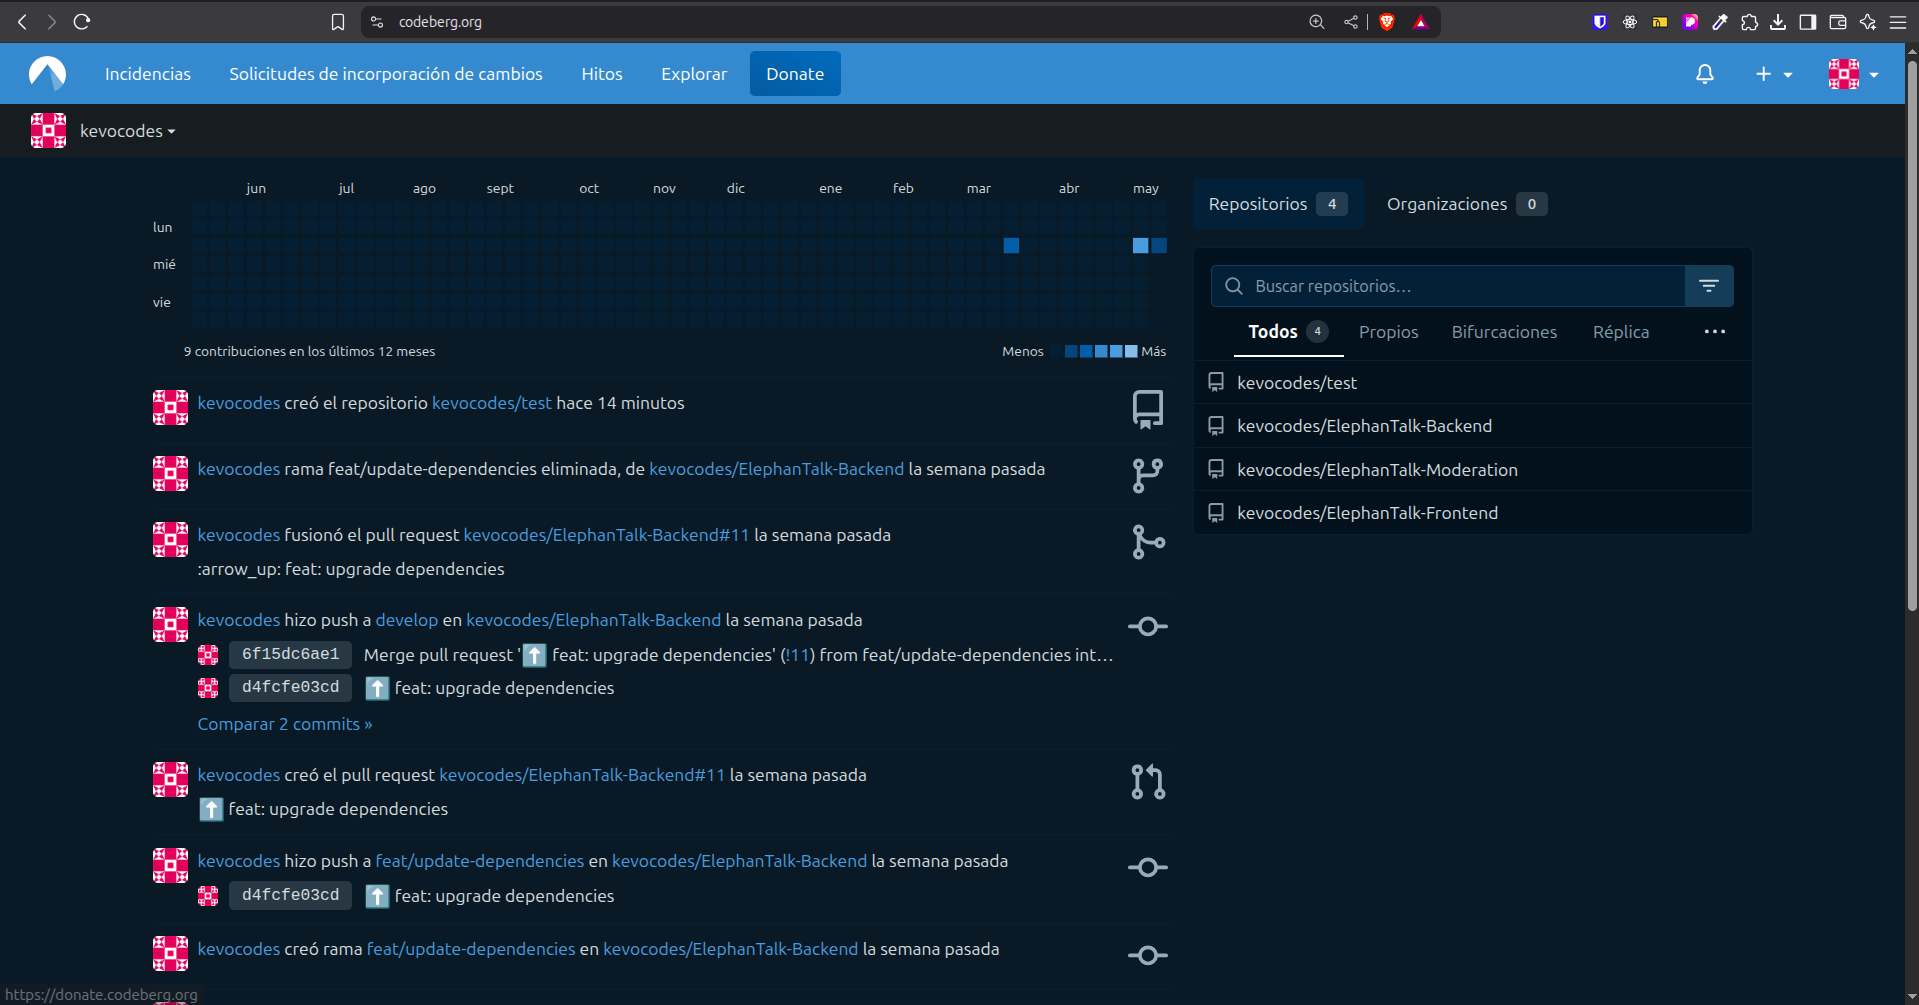 codeberg.org
Incidencias
Solicitudes de incorporación de cambios
Hitos
Explorar
Donate
kevocodes
jun jul ago sept oct nov dic ene feb mar abr may
lun
mié
vie
9 contribuciones en los últimos 12 meses
Menos Más
kevocodes creó el repositorio kevocodes/test hace 14 minutos
kevocodes rama feat/update-dependencies eliminada, de kevocodes/ElephanTalk-Backend la semana pasada
kevocodes fusionó el pull request kevocodes/ElephanTalk-Backend#11 la semana pasada
:arrow_up: feat: upgrade dependencies
kevocodes hizo push a develop en kevocodes/ElephanTalk-Backend la semana pasada
6f15dc6ae1 Merge pull request '⬆️ feat: upgrade dependencies' (!11) from feat/update-dependencies int…
d4fcfe03cd ⬆️ feat: upgrade dependencies
Comparar 2 commits »
kevocodes creó el pull request kevocodes/ElephanTalk-Backend#11 la semana pasada
⬆️ feat: upgrade dependencies
kevocodes hizo push a feat/update-dependencies en kevocodes/ElephanTalk-Backend la semana pasada
d4fcfe03cd ⬆️ feat: upgrade dependencies
kevocodes creó rama feat/update-dependencies en kevocodes/ElephanTalk-Backend la semana pasada
Repositorios 4
Organizaciones 0
Buscar repositorios…
Todos 4
Propios
Bifurcaciones
Réplica
kevocodes/test
kevocodes/ElephanTalk-Backend
kevocodes/ElephanTalk-Moderation
kevocodes/ElephanTalk-Frontend
https://donate.codeberg.org